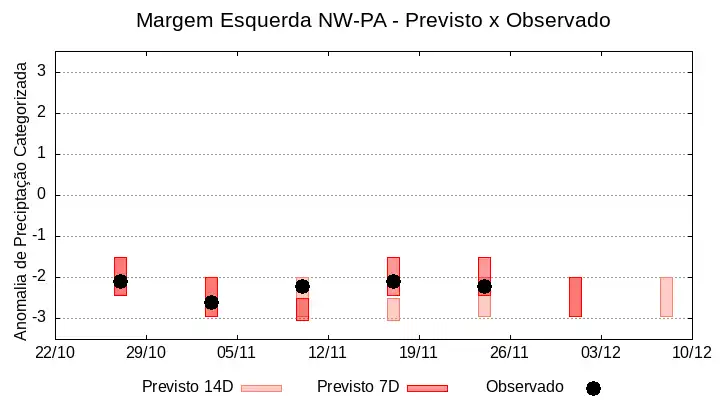 Margem Esquerda NW-PA - Previsto x Observado
Anomalia de Preciptação Categorizada
3
2
1
0
-1
-2
-3
22/10 29/10 05/11 12/11 19/11 26/11 03/12 10/12
Previsto 14D Previsto 7D Observado